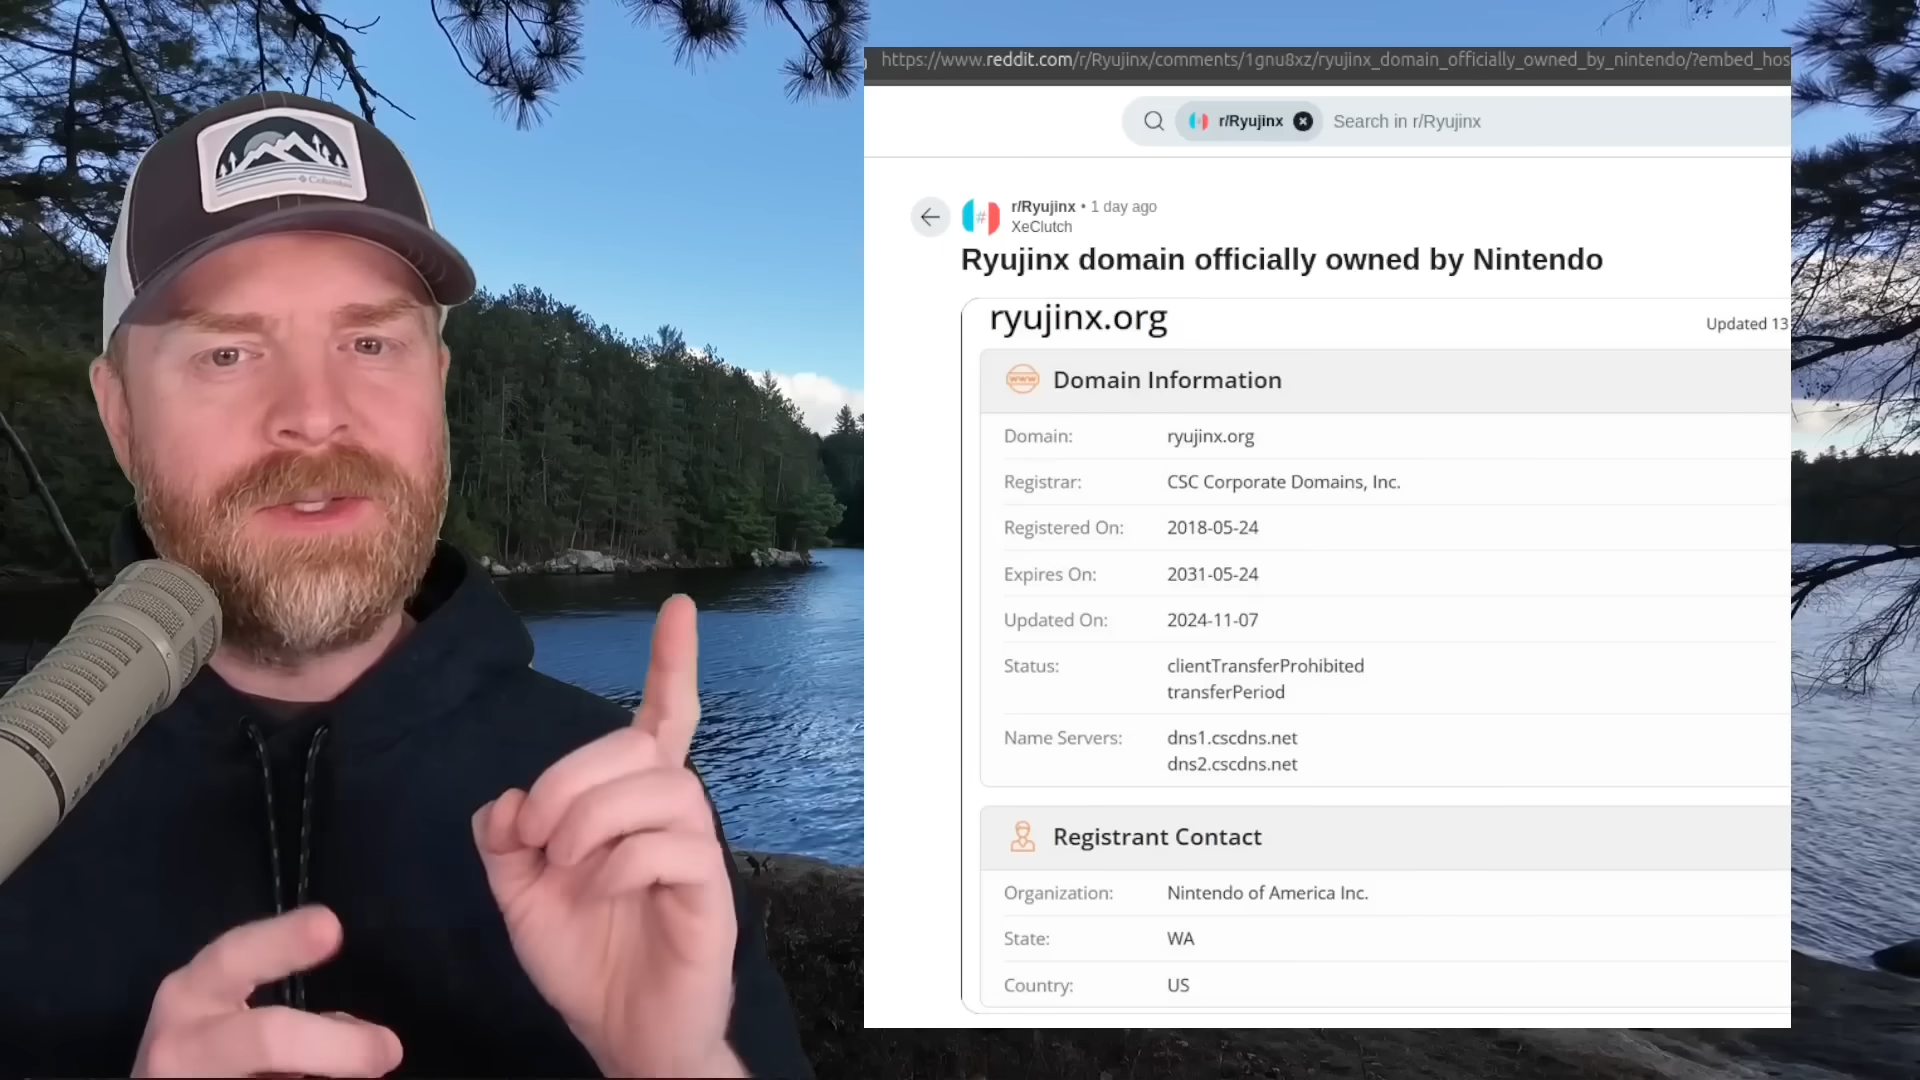 Columbia
https://www.reddit.com/r/Ryujinx/comments/1gnu8xz/ryujinx_domain_officially_owned_by_nintendo/?embed_hos
r/Ryujinx
Search in r/Ryujinx
r/Ryujinx • 1 day ago
XeClutch
Ryujinx domain officially owned by Nintendo
ryujinx.org
Updated 13
www
Domain Information
Domain: ryujinx.org
Registrar: CSC Corporate Domains, Inc.
Registered On: 2018-05-24
Expires On: 2031-05-24
Updated On: 2024-11-07
Status: clientTransferProhibited
transferPeriod
Name Servers: dns1.cscdns.net
dns2.cscdns.net
Registrant Contact
Organization: Nintendo of America Inc.
State: WA
Country: US